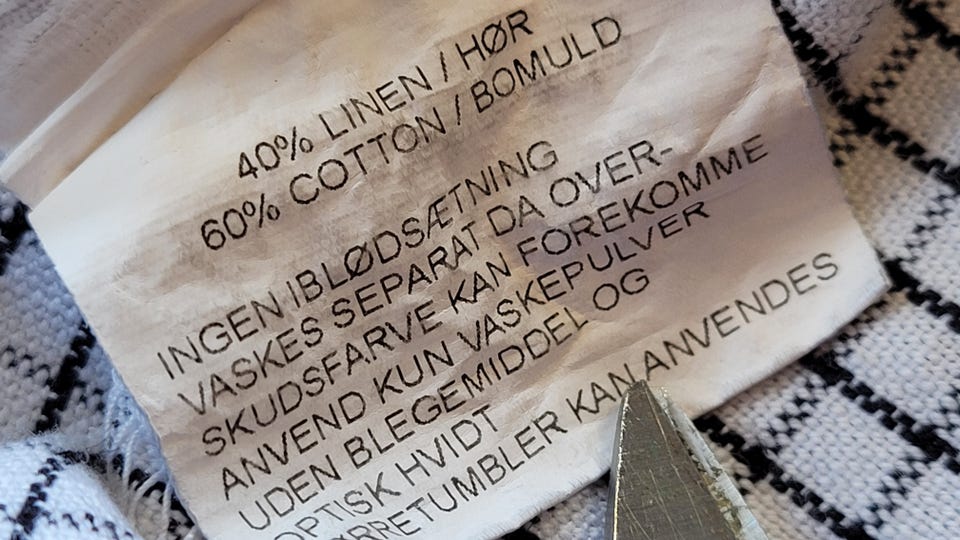 40% LINEN / HØR
60% COTTON / BOMULD
INGEN IBLØDSÆTNING
VASKES SEPARAT DA OVER-
SKUDSFARVE KAN FOREKOMME
ANVEND KUN VASKEPULVER
UDEN BLEGEMIDDEL OG
OPTISK HVIDT
ØRRETUMBLER KAN ANVENDES